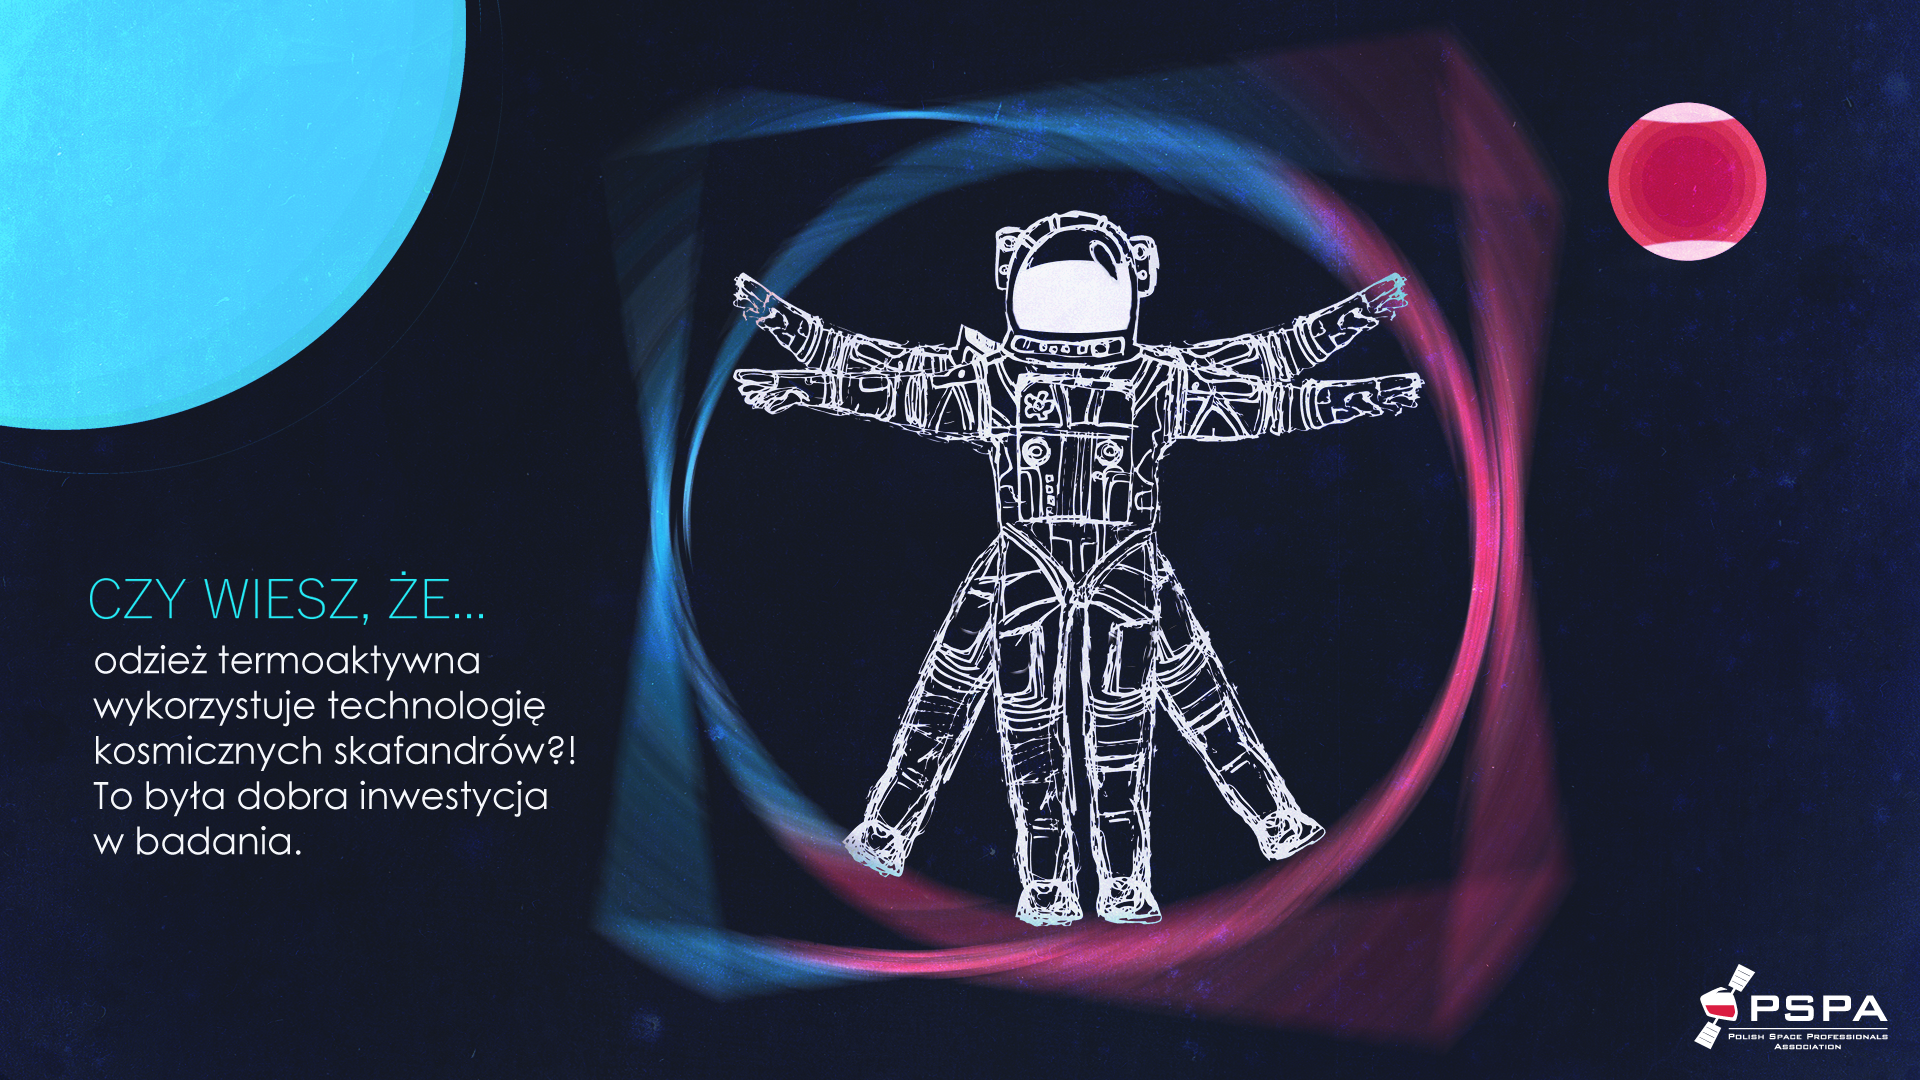 CZY WIESZ, ŻE...
odzież termoaktywna
wykorzystuje technologię
kosmicznych skafandrów?!
To była dobra inwestycja
w badania.
PSPA
Polish Space Professionals
Association